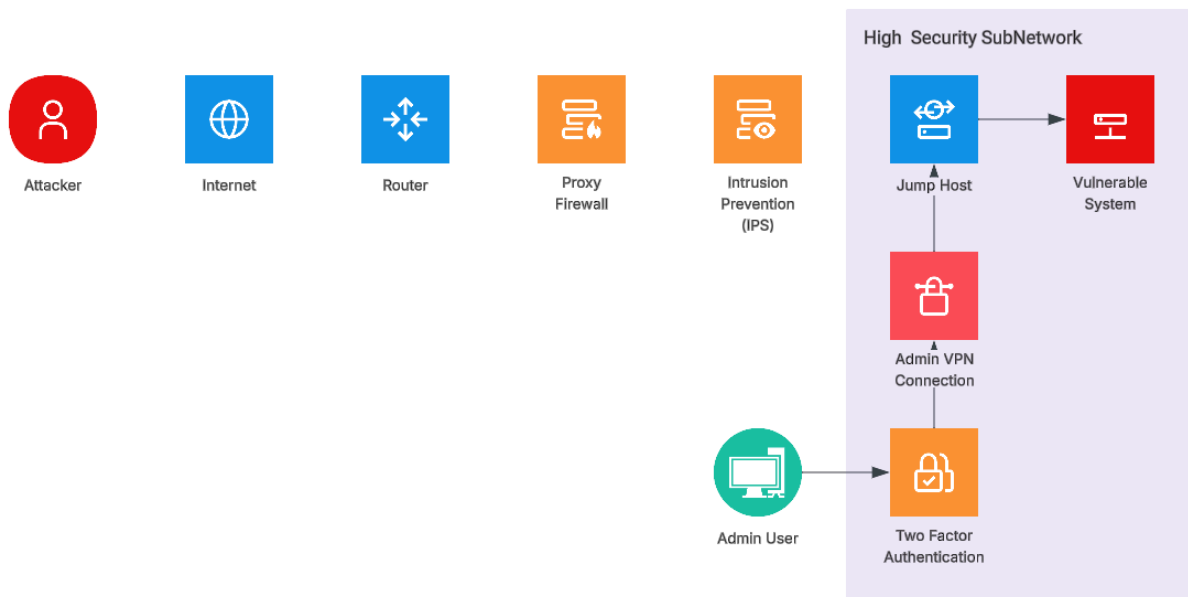 High Security SubNetwork
Attacker
Internet
Router
Proxy
Firewall
Intrusion
Prevention
(IPS)
Jump Host
Vulnerable
System
Admin VPN
Connection
Admin User
Two Factor
Authentication